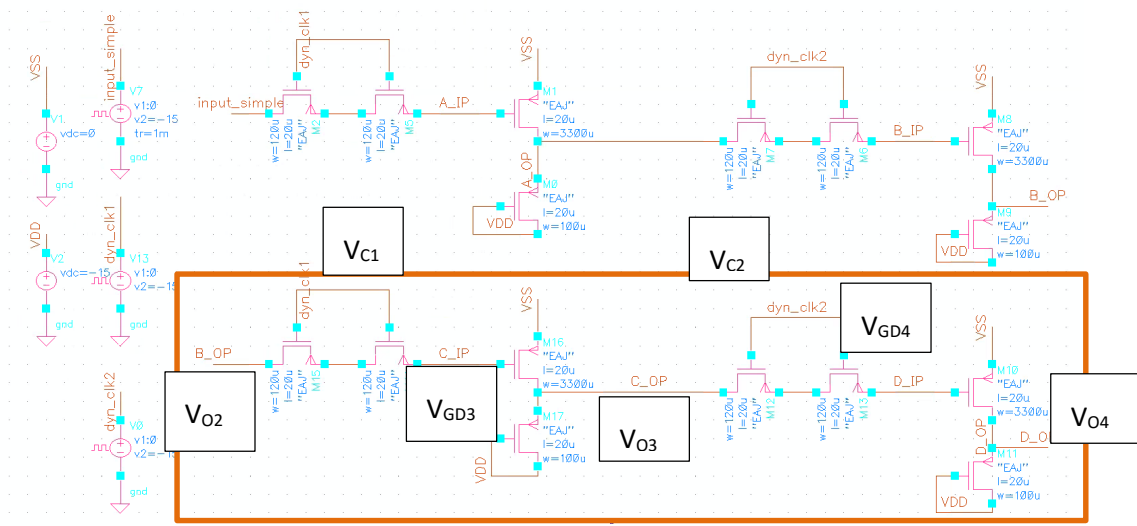 VSS
V1
vdc=0
gnd
input_simple
V7
v1:0
v2=-15
tr=1m
gnd
input_simple
dyn_clk1
w=120u
l=20u
"EAJ"
M2
w=120u
l=20u
"EAJ"
M5
A_IP
VSS
M1
"EAJ"
l=20u
w=3300u
A_OP
"EAJ"
l=20u
w=100u
VDD
dyn_clk2
w=120u
l=20u
"EAJ"
M7
w=120u
l=20u
"EAJ"
M6
B_IP
VSS
M8
"EAJ"
l=20u
w=3300u
B_OP
M9
"EAJ"
l=20u
w=100u
VDD
VC1
VC2
VDD
vdc=-15
gnd
dyn_clk1
V13
v1:0
v2=-15
gnd
dyn_clk2
V0
v1:0
gnd
B_OP
dyn_clk1
w=120u
l=20u
"EAJ"
M15
w=120u
l=20u
"EAJ"
C_IP
VSS
M16
"EAJ"
l=20u
w=3300u
M17
"EAJ"
l=20u
w=100u
VDD
C_OP
dyn_clk2
w=120u
l=20u
"EAJ"
M12
w=120u
l=20u
"EAJ"
M13
D_IP
VSS
M10
"EAJ"
l=20u
w=3300u
D_OP
M11
"EAJ"
l=20u
w=100u
VDD
VO2
VGD3
VO3
VGD4
VO4